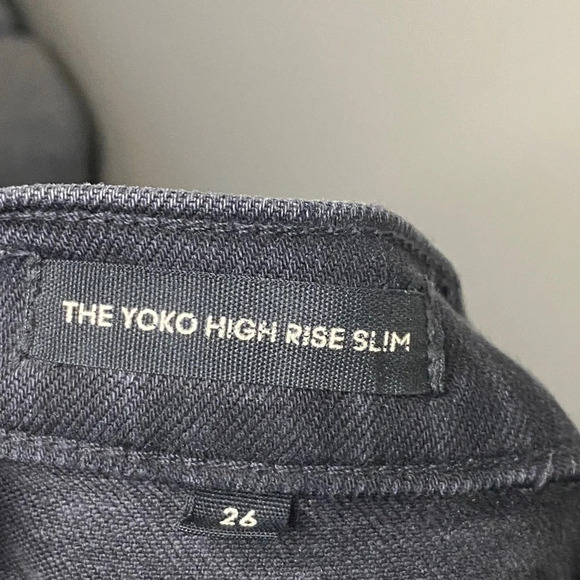 THE YOKO HIGH RISE SLIM
26